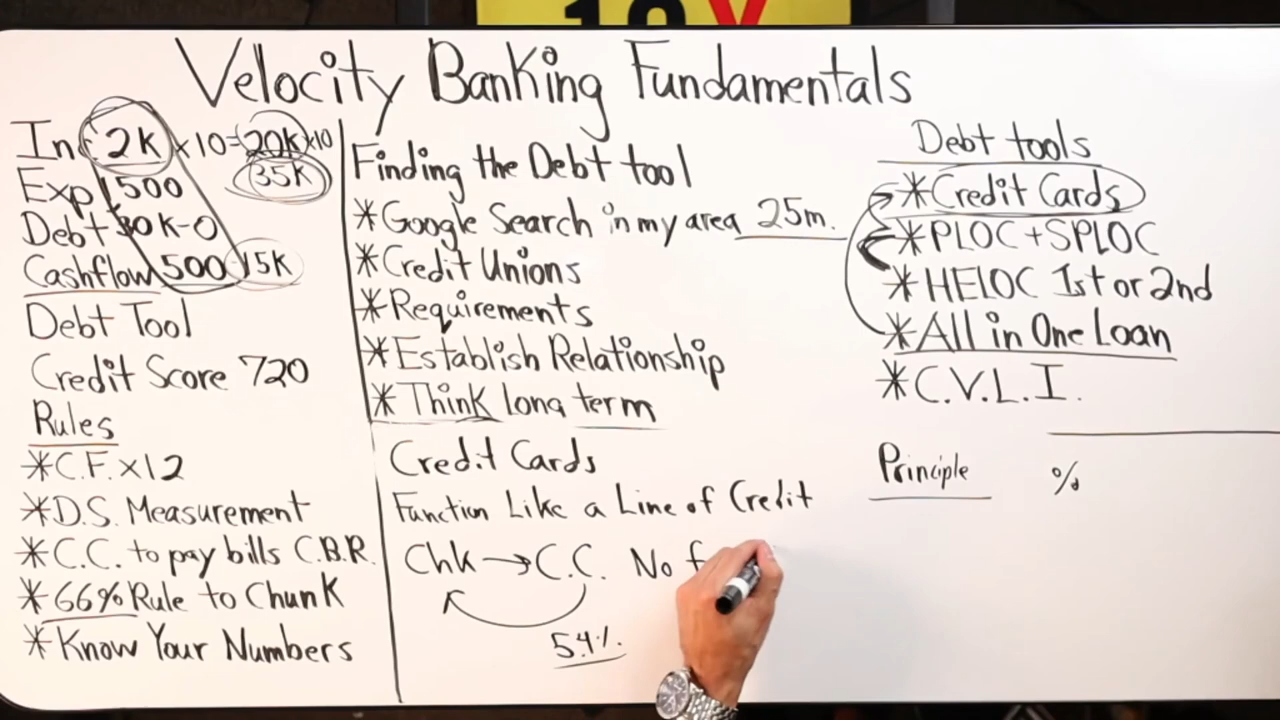 Velocity Banking Fundamentals
Inc 2K x10=20K x10
35K
Exp 1500
Debt 30K-0
Cashflow 500 15K
Debt Tool
Credit Score 720
Rules
*C.F.x12
*D.S. Measurement
*C.C. to pay bills C.B.R.
*66% Rule to Chunk
*Know Your Numbers
Finding the Debt tool
*Google Search in my area 25m.
*Credit Unions
*Requirements
*Establish Relationship
*Think long term
Credit Cards
Function Like a Line of Credit
Chk → C.C. No f
5.4%
Debt tools
*Credit Cards
*PLOC + SPLOC
*HELOC 1st or 2nd
*All in One Loan
*C.V.L.I.
Principle %